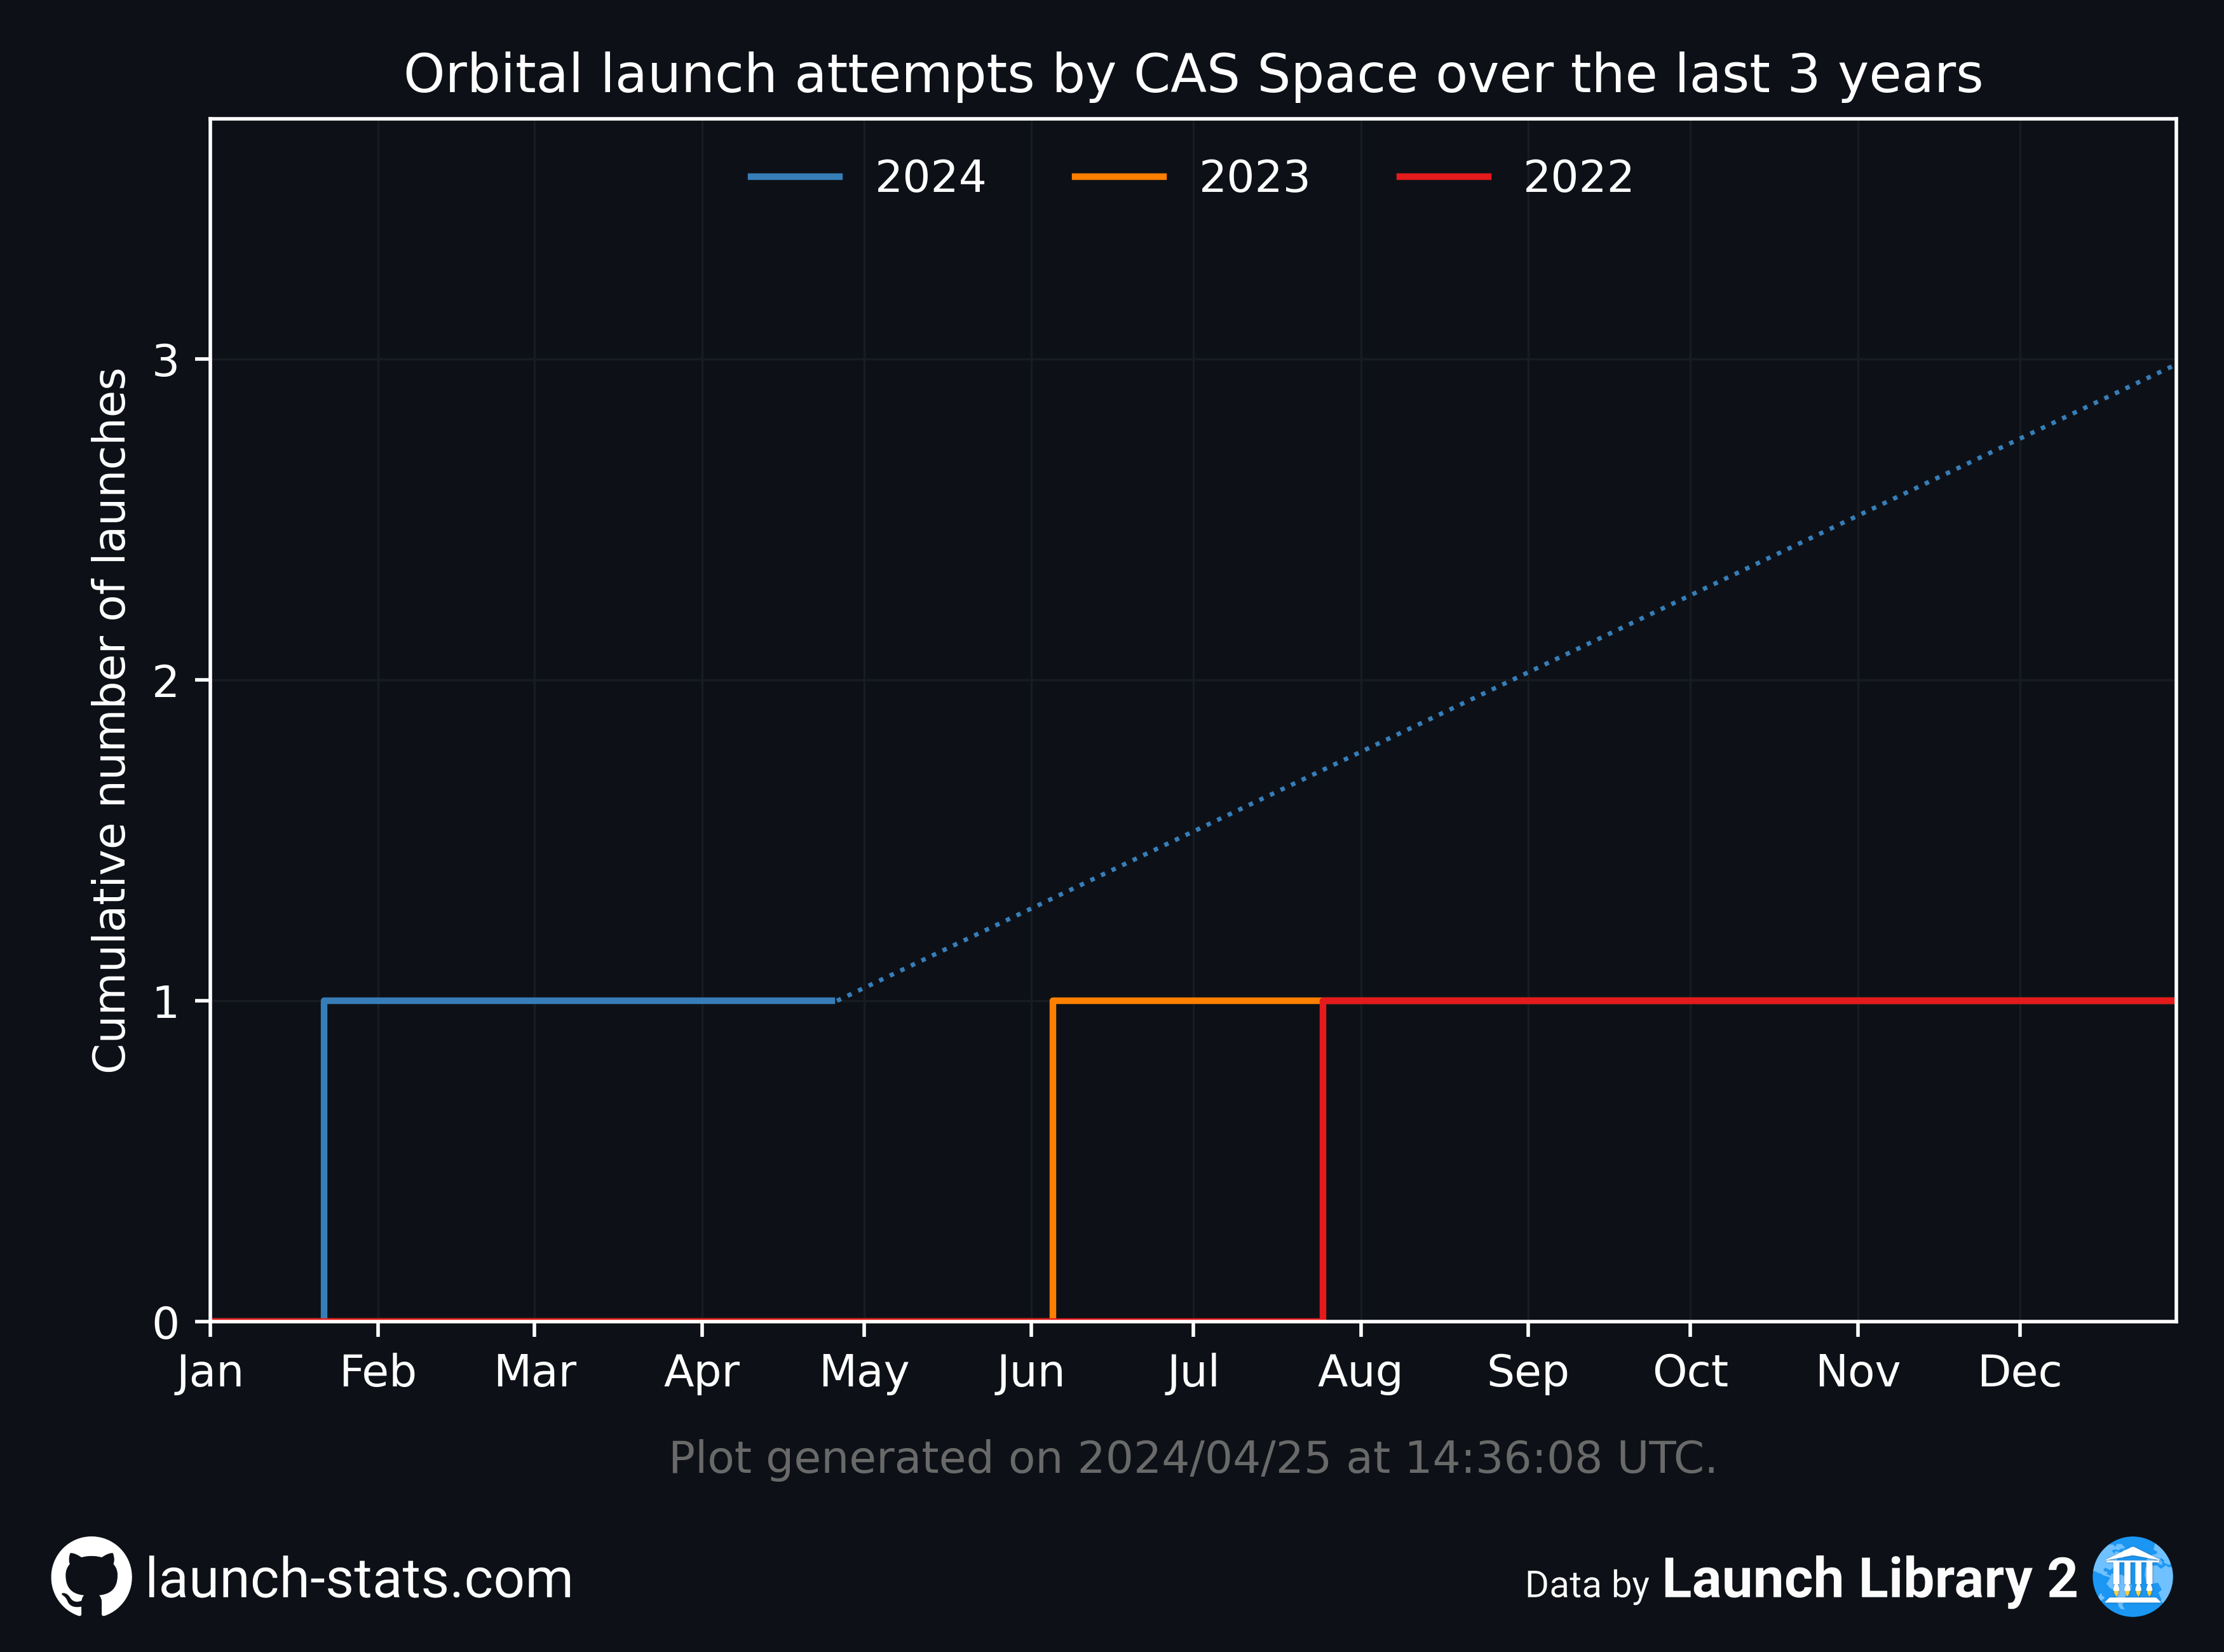 Orbital launch attempts by CAS Space over the last 3 years
2024 2023 2022
Cumulative number of launches
3
2
1
0
Jan Feb Mar Apr May Jun Jul Aug Sep Oct Nov Dec
Plot generated on 2024/04/25 at 14:36:08 UTC.
launch-stats.com
Data by Launch Library 2